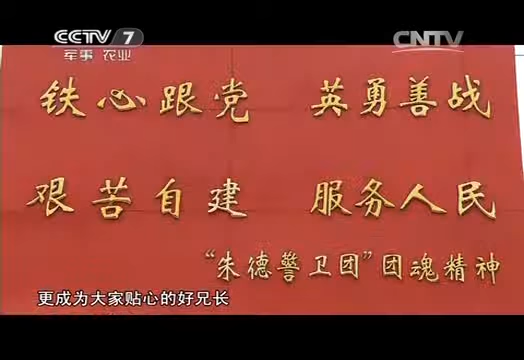 CCTV 7
军事 农业
CNTV
铁心跟党 英勇善战
艰苦自建 服务人民
“朱德警卫团”团魂精神
更成为大家贴心的好兄长